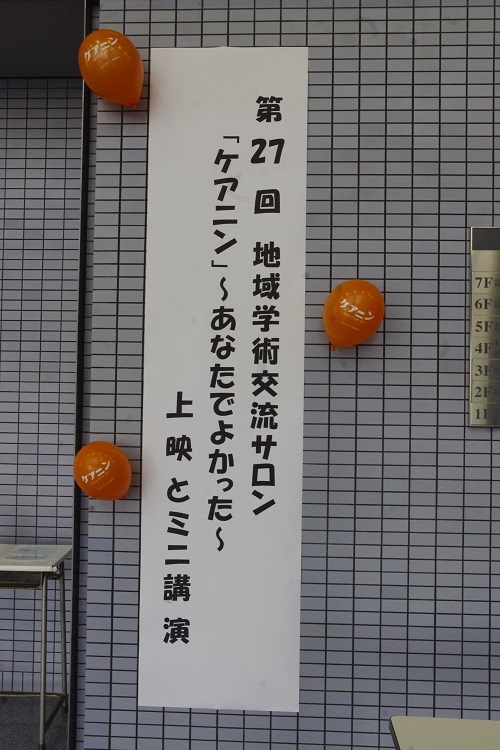 第27回 地域学術交流サロン
「ケアニン」～あなたでよかった～
上映とミニ講演
ケアニン
ケアニン
ケアニン
7F
6F
5F
4F
3F
2F
1F